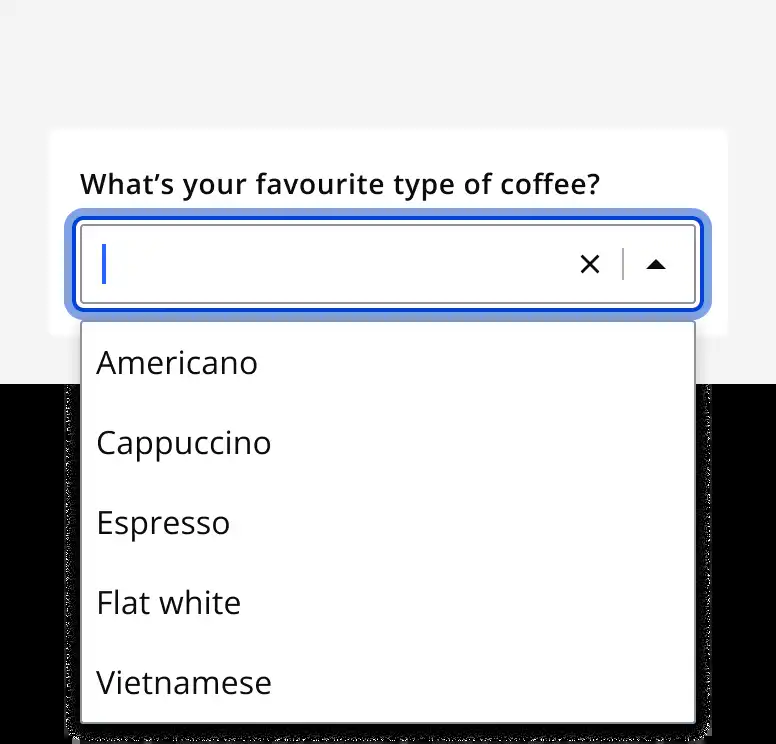 What’s your favourite type of coffee?
Americano
Cappuccino
Espresso
Flat white
Vietnamese